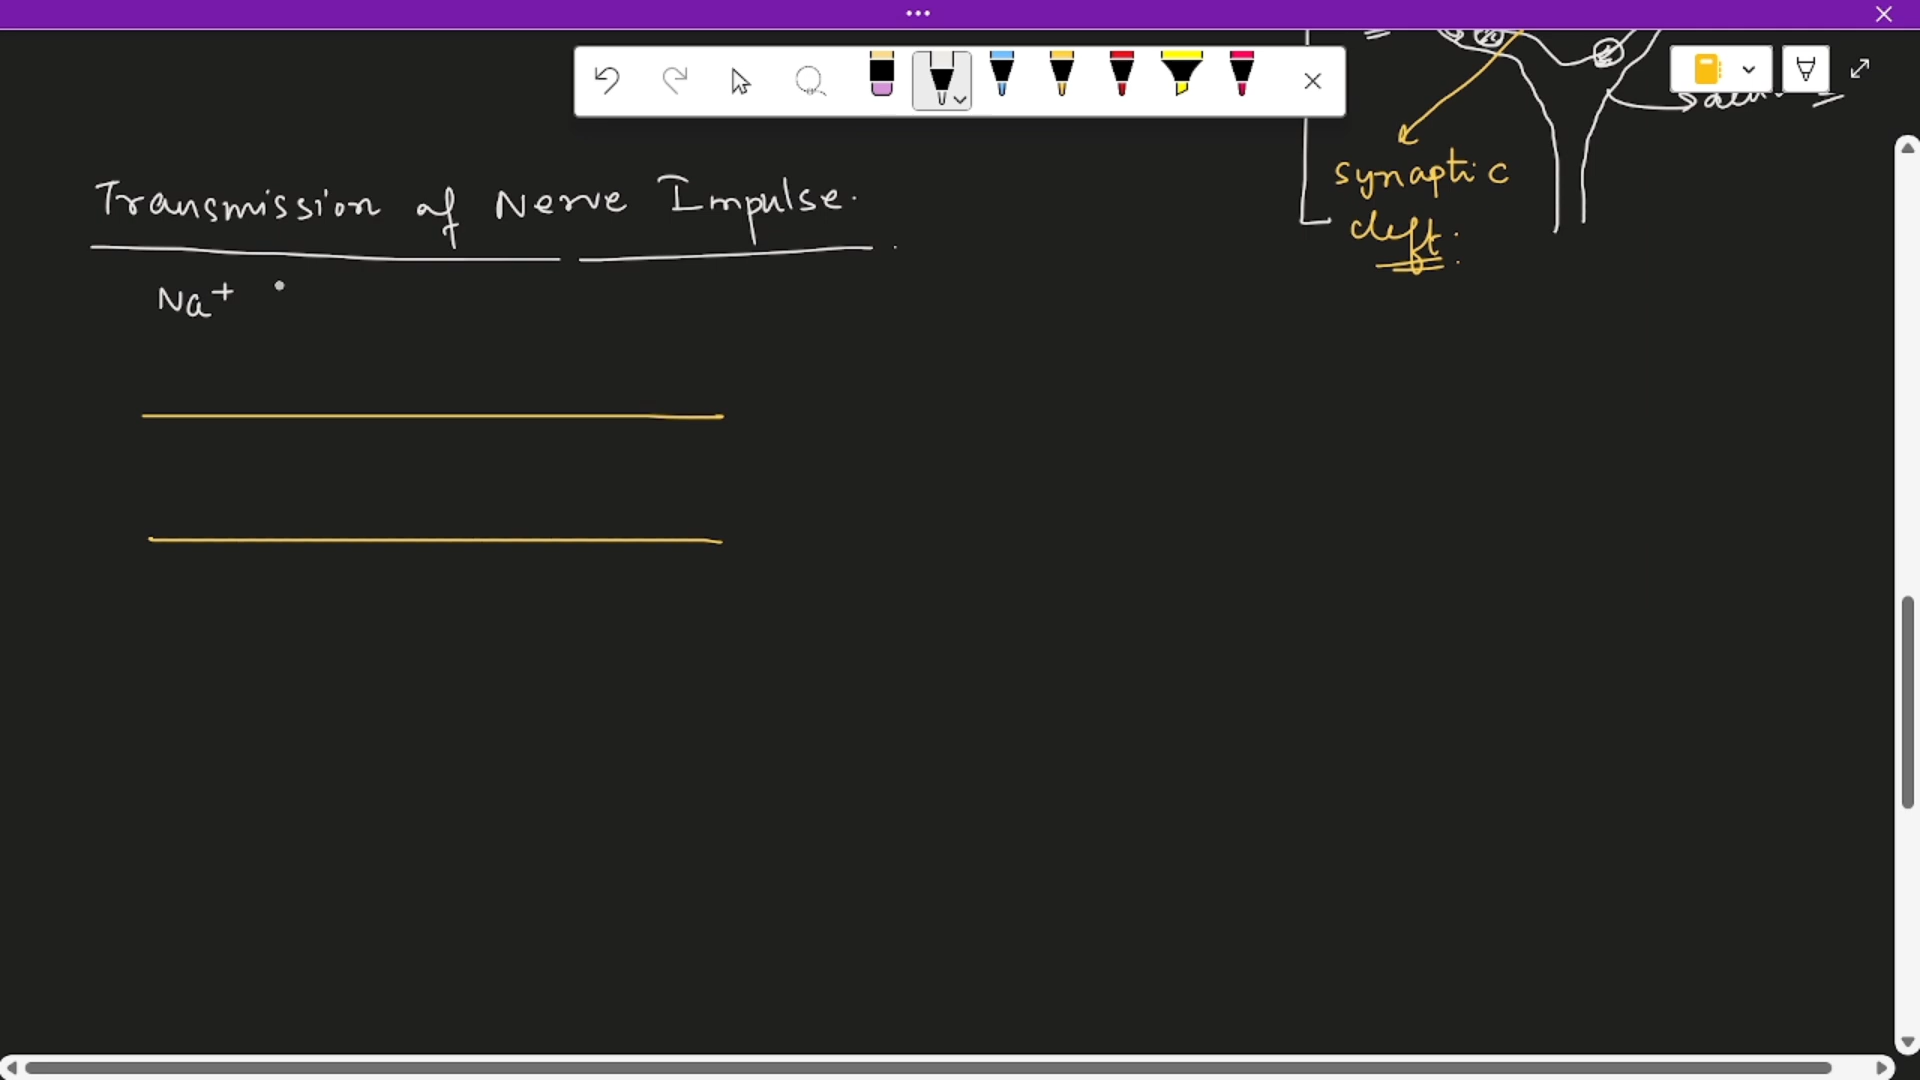 Transmission of Nerve Impulse.
Na+
synaptic
cleft.